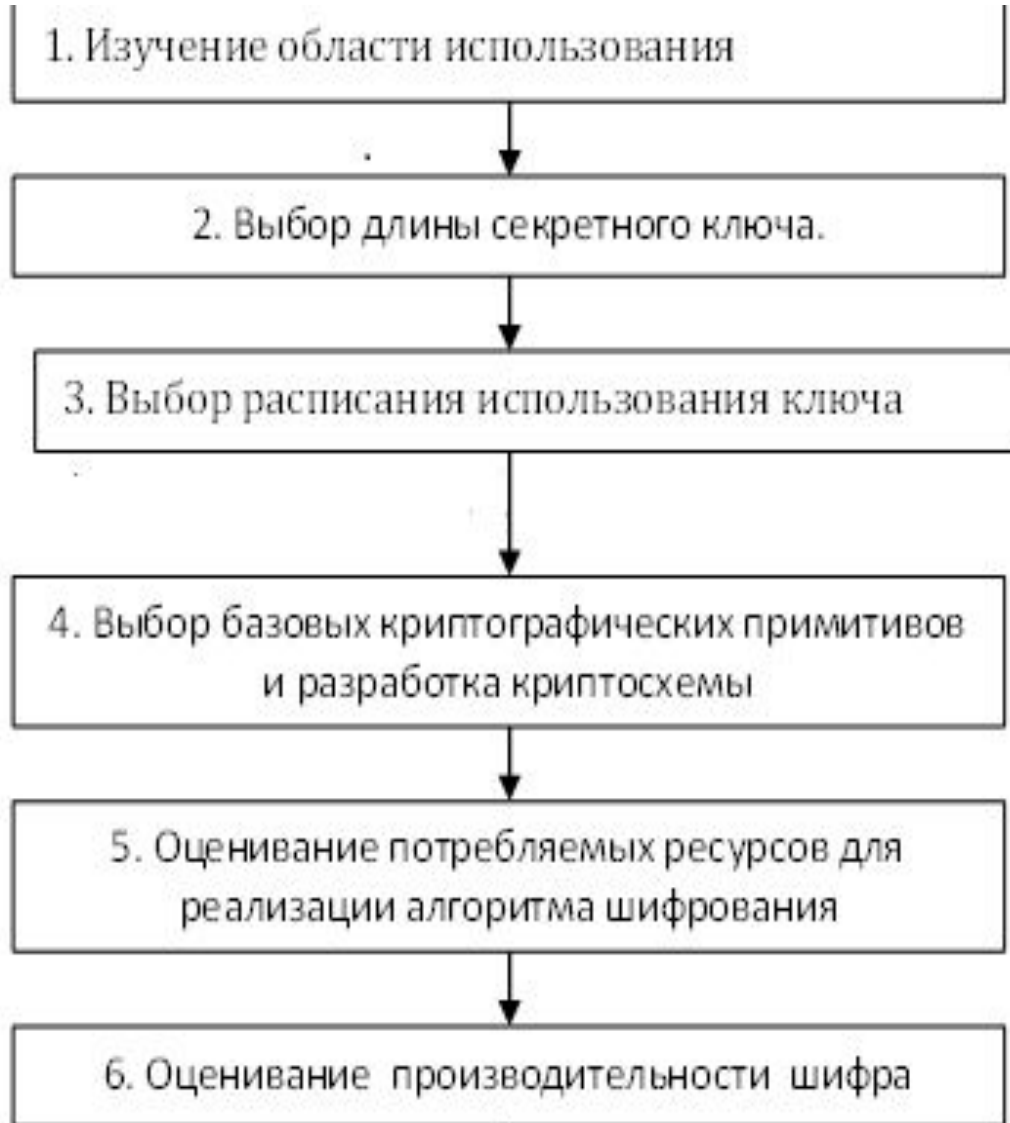 1. Изучение области использования
2. Выбор длины секретного ключа.
3. Выбор расписания использования ключа
4. Выбор базовых криптографических примитивов
и разработка криптосхемы
5. Оценивание потребляемых ресурсов для
реализации алгоритма шифрования
6. Оценивание производительности шифра